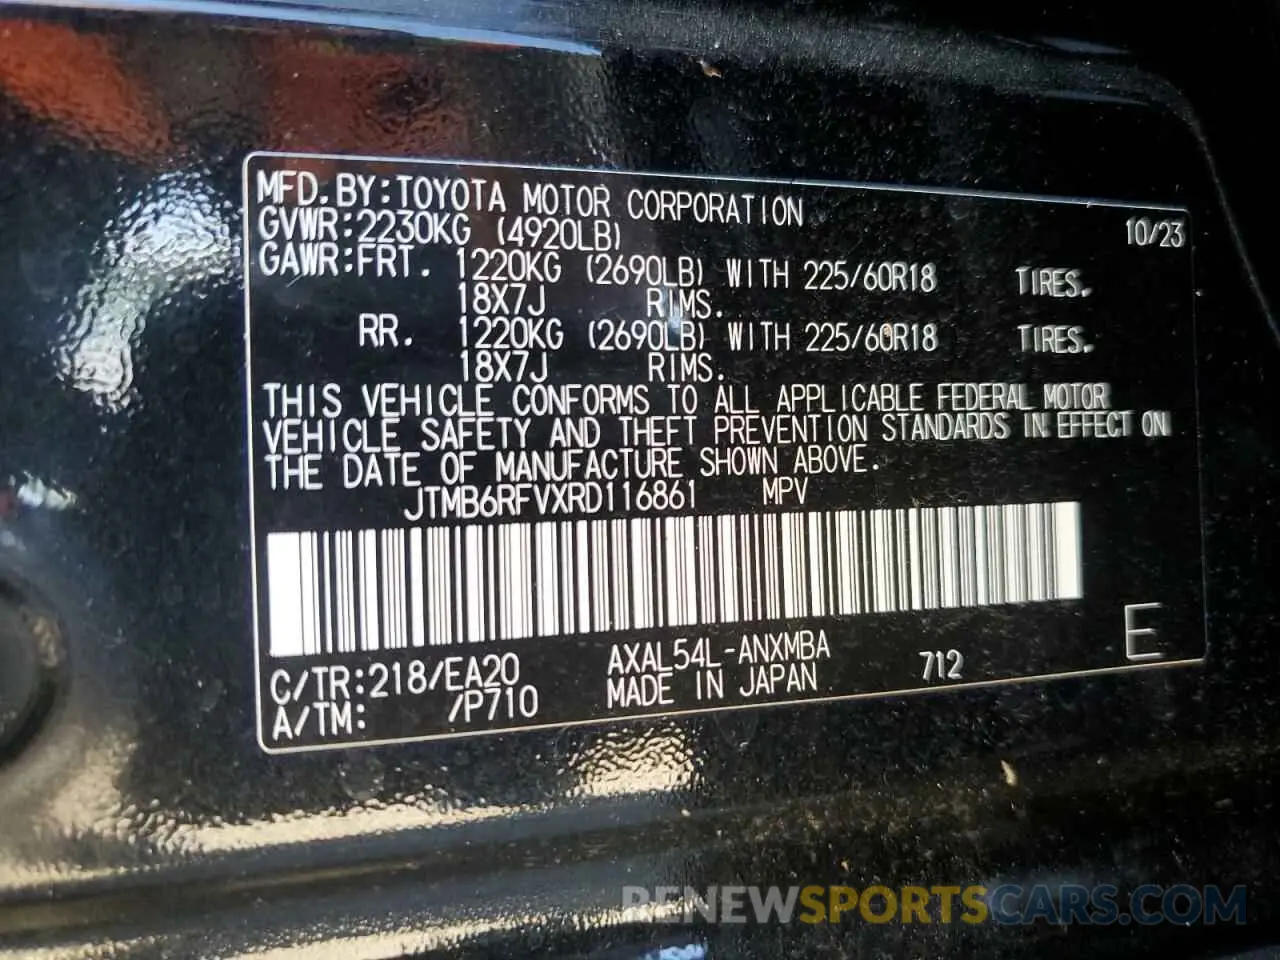 MFD.BY:TOYOTA MOTOR CORPORATION 10/23
GVWR:2230KG (4920LB)
GAWR:FRT. 1220KG (2690LB) WITH 225/60R18 TIRES.
18X7J RIMS.
RR. 1220KG (2690LB) WITH 225/60R18 TIRES.
18X7J RIMS.
THIS VEHICLE CONFORMS TO ALL APPLICABLE FEDERAL MOTOR
VEHICLE SAFETY AND THEFT PREVENTION STANDARDS IN EFFECT ON
THE DATE OF MANUFACTURE SHOWN ABOVE.
JTMB6RFVXRD116861 MPV
C/TR:218/EA20 AXAL54L-ANXMBA 712 E
A/TM: /P710 MADE IN JAPAN
RENEWSPORTSCARS.COM